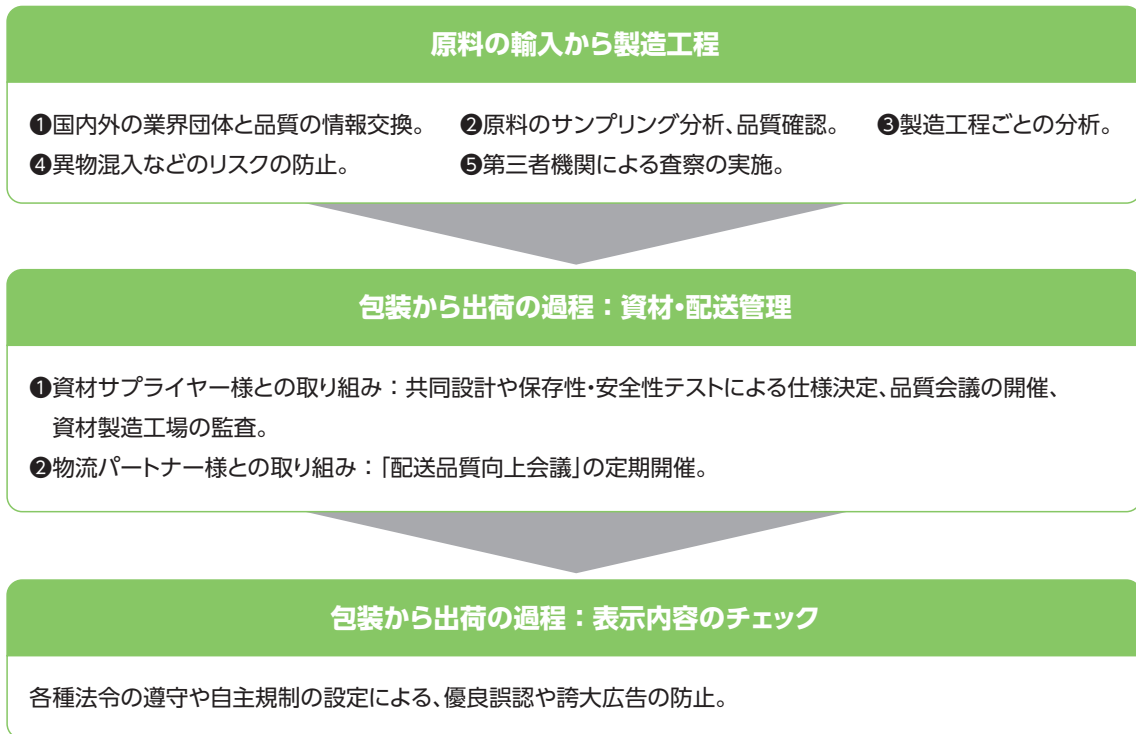 原料の輸入から製造工程
❶国内外の業界団体と品質の情報交換。 ❷原料のサンプリング分析、品質確認。 ❸製造工程ごとの分析。
❹異物混入などのリスクの防止。 ❺第三者機関による査察の実施。
包装から出荷の過程：資材・配送管理
❶資材サプライヤー様との取り組み：共同設計や保存性・安全性テストによる仕様決定、品質会議の開催、
資材製造工場の監査。
❷物流パートナー様との取り組み：「配送品質向上会議」の定期開催。
包装から出荷の過程：表示内容のチェック
各種法令の遵守や自主規制の設定による、優良誤認や誇大広告の防止。